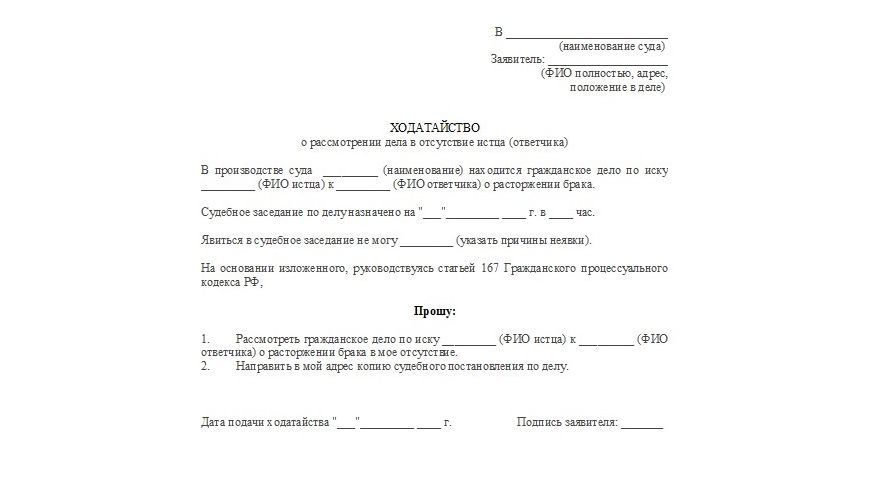 В ___________________________
(наименование суда)
Заявитель: ____________________
(ФИО полностью, адрес,
положение в деле)
ХОДАТАЙСТВО
о рассмотрении дела в отсутствие истца (ответчика)
В производстве суда _________ (наименование) находится гражданское дело по иску
_________ (ФИО истца) к _________ (ФИО ответчика) о расторжении брака.
Судебное заседание по делу назначено на "___"_________ ____ г. в ____ час.
Явиться в судебное заседание не могу _________ (указать причины неявки).
На основании изложенного, руководствуясь статьей 167 Гражданского процессуального
кодекса РФ,
Прошу:
1. Рассмотреть гражданское дело по иску _________ (ФИО истца) к _________ (ФИО
ответчика) о расторжении брака в мое отсутствие.
2. Направить в мой адрес копию судебного постановления по делу.
Дата подачи ходатайства "___"_________ ____ г. Подпись заявителя: _______